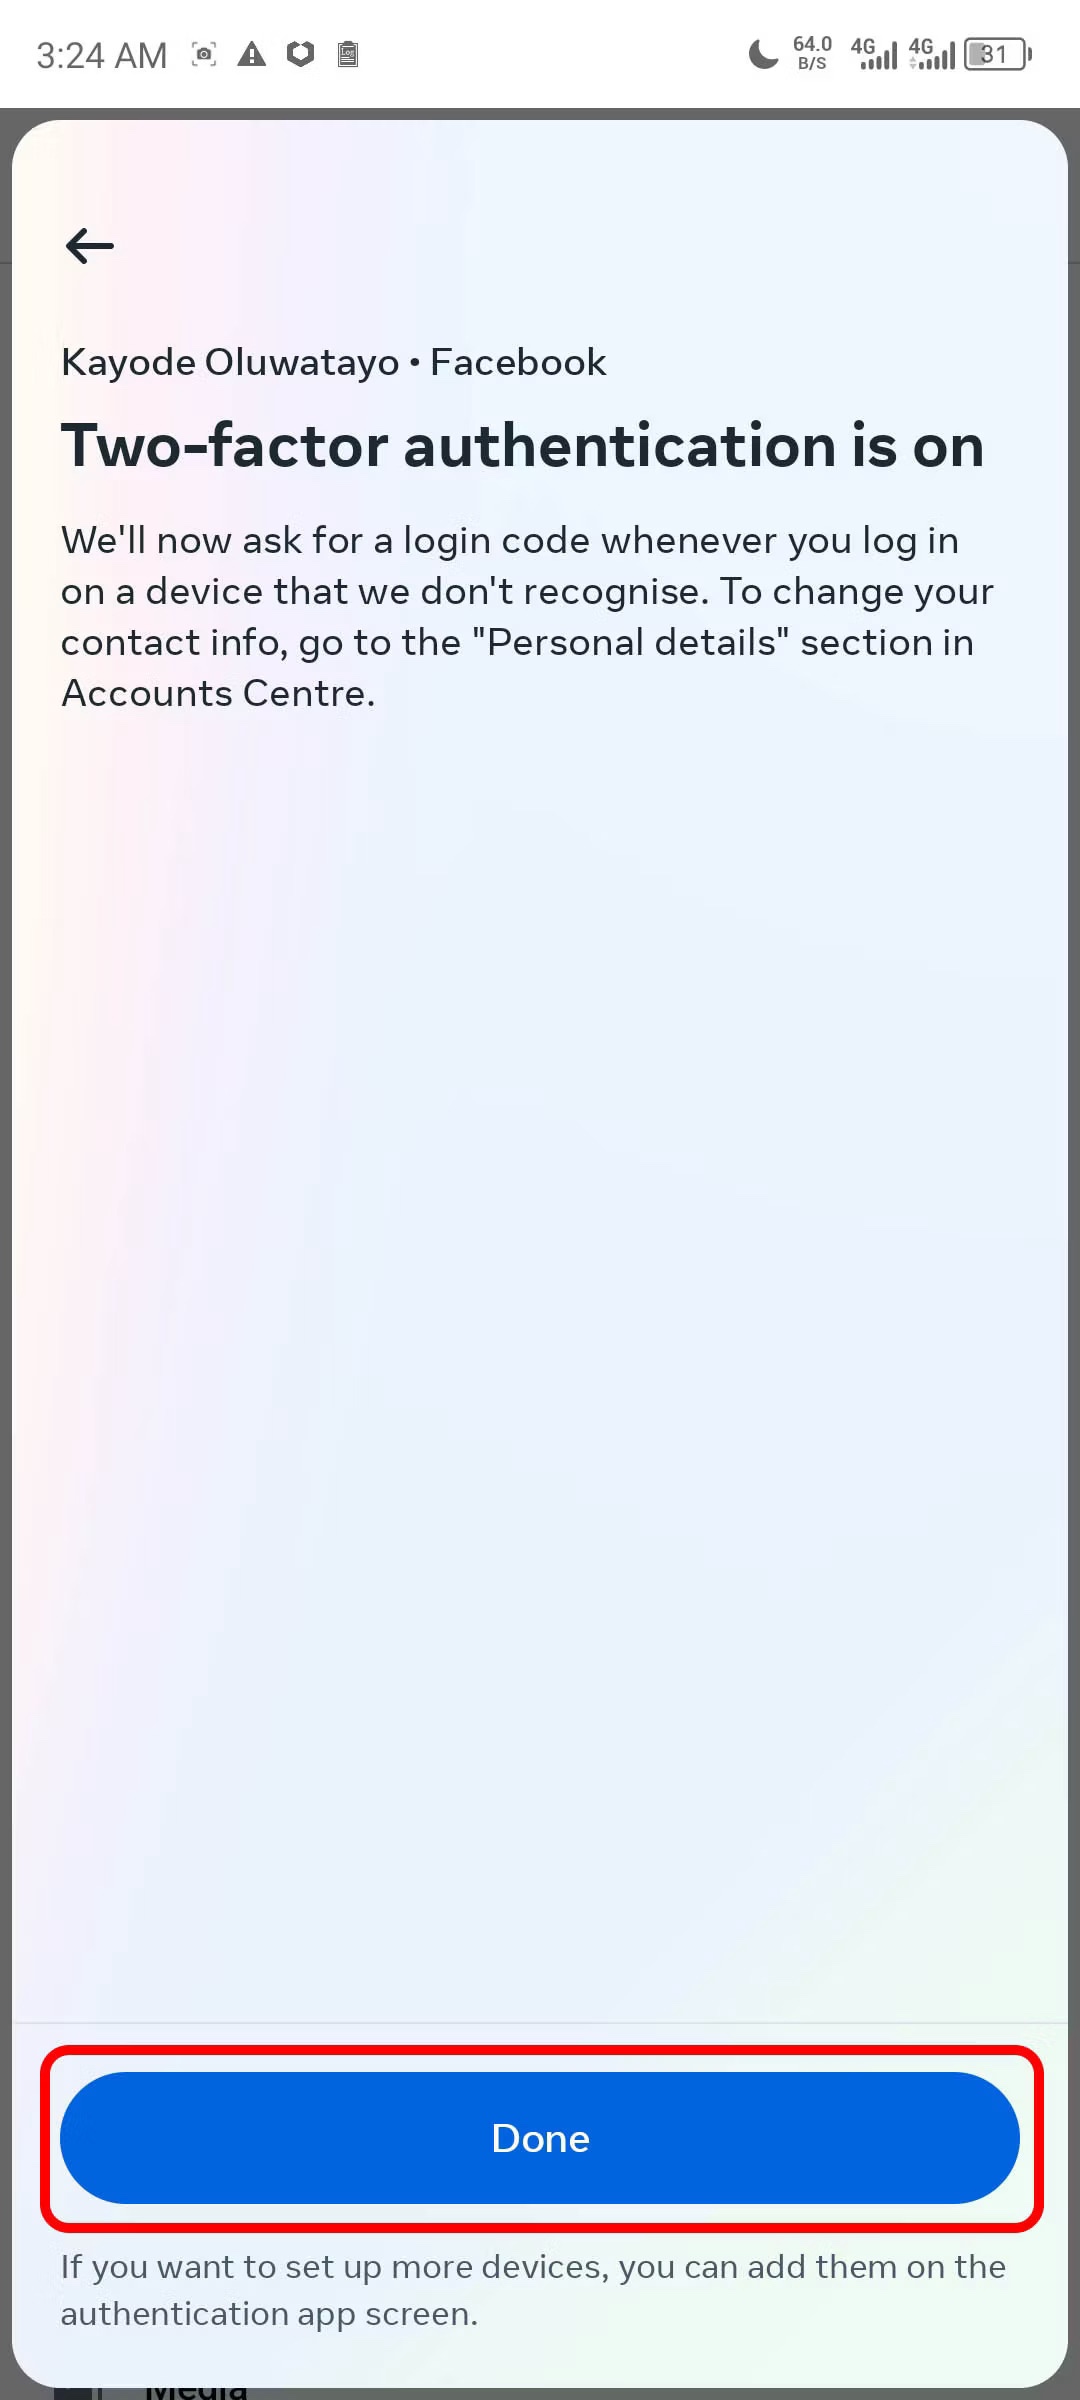 3:24 AM
64.0 B/S 4G 4G 31
Kayode Oluwatayo • Facebook
Two-factor authentication is on
We'll now ask for a login code whenever you log in
on a device that we don't recognise. To change your
contact info, go to the "Personal details" section in
Accounts Centre.
Done
If you want to set up more devices, you can add them on the
authentication app screen.
Media